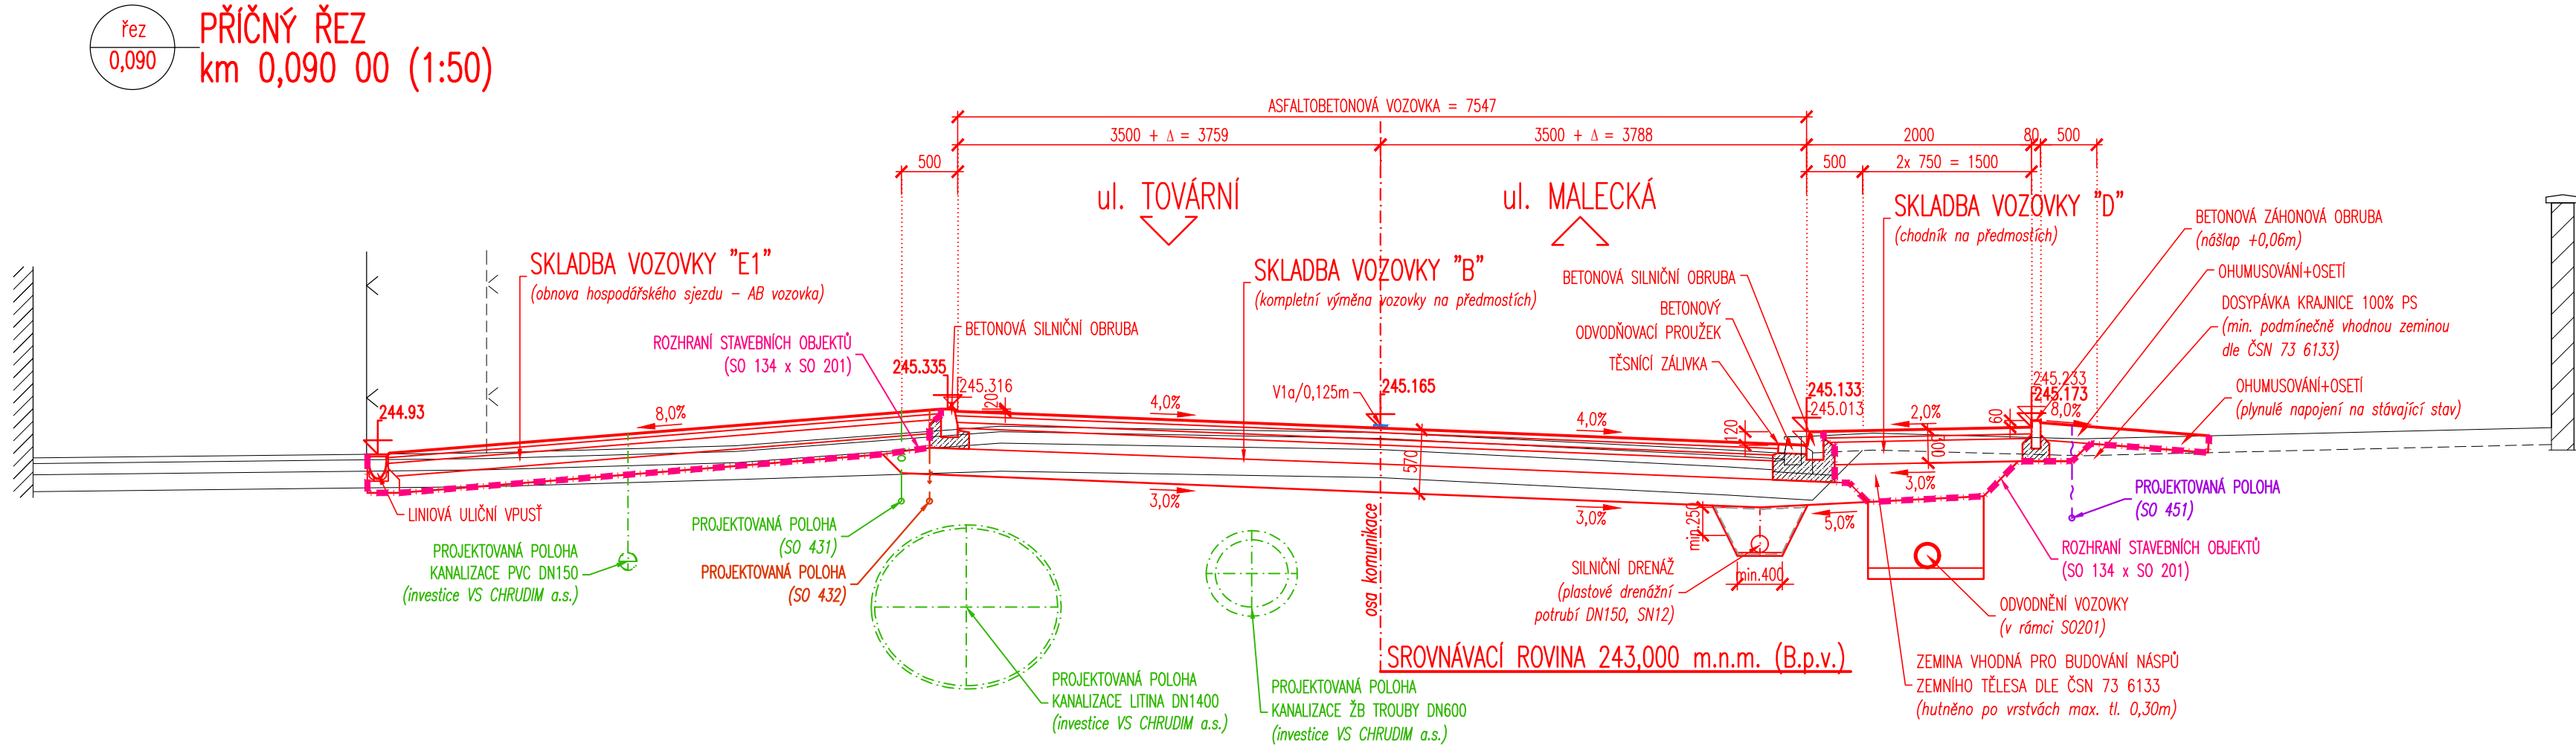 řez
0,090
PŘÍČNÝ ŘEZ
km 0,090 00 (1:50)
ASFALTOBETONOVÁ VOZOVKA = 7547
3500 + Δ = 3759
3500 + Δ = 3788
2000
80
500
500
500
2x 750 = 1500
ul. TOVÁRNÍ
ul. MALECKÁ
SKLADBA VOZOVKY "E1"
(obnova hospodářského sjezdu – AB vozovka)
SKLADBA VOZOVKY "B"
(kompletní výměna vozovky na předmostích)
SKLADBA VOZOVKY "D"
(chodník na předmostích)
BETONOVÁ ZÁHONOVÁ OBRUBA
(nášlap +0,06m)
OHUMUSOVÁNÍ+OSETÍ
DOSYPÁVKA KRAJNICE 100% PS
(min. podmínečně vhodnou zeminou
dle ČSN 73 6133)
OHUMUSOVÁNÍ+OSETÍ
(plynulé napojení na stávající stav)
ROZHRANÍ STAVEBNÍCH OBJEKTŮ
(SO 134 x SO 201)
BETONOVÁ SILNIČNÍ OBRUBA
BETONOVÁ SILNIČNÍ OBRUBA
BETONOVÝ
ODVODŇOVACÍ PROUŽEK
TĚSNÍCÍ ZÁLIVKA
V1a/0,125m
244.93
8,0%
245.335
245.316
20
4,0%
245.165
4,0%
120
245.133
245.013
2,0%
60
245.233
245.173
8,0%
570
300
3,0%
3,0%
3,0%
5,0%
min.250
min.400
LINIOVÁ ULIČNÍ VPUSŤ
PROJEKTOVANÁ POLOHA
KANALIZACE PVC DN150
(investice VS CHRUDIM a.s.)
PROJEKTOVANÁ POLOHA
(SO 431)
PROJEKTOVANÁ POLOHA
(SO 432)
PROJEKTOVANÁ POLOHA
KANALIZACE LITINA DN1400
(investice VS CHRUDIM a.s.)
PROJEKTOVANÁ POLOHA
KANALIZACE ŽB TROUBY DN600
(investice VS CHRUDIM a.s.)
osa komunikace
SROVNÁVACÍ ROVINA 243,000 m.n.m. (B.p.v.)
SILNIČNÍ DRENÁŽ
(plastové drenážní
potrubí DN150, SN12)
PROJEKTOVANÁ POLOHA
(SO 451)
ROZHRANÍ STAVEBNÍCH OBJEKTŮ
(SO 134 x SO 201)
ODVODNĚNÍ VOZOVKY
(v rámci SO201)
ZEMINA VHODNÁ PRO BUDOVÁNÍ NÁSPŮ
ZEMNÍHO TĚLESA DLE ČSN 73 6133
(hutněno po vrstvách max. tl. 0,30m)